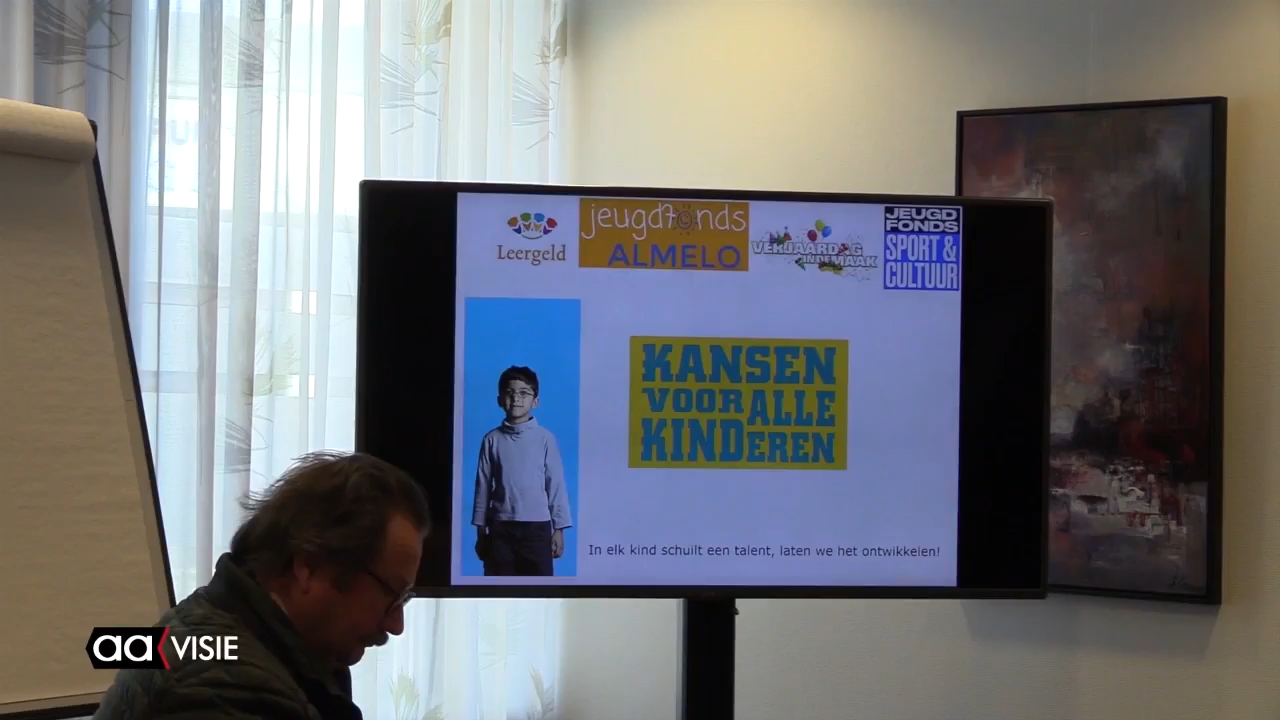 Leergeld
jeugdfonds
ALMELO
VERJAARDAG
IN DE MAAK
JEUGD
FONDS
SPORT &
CULTUUR
KANSEN
VOOR ALLE
KINDEREN
In elk kind schuilt een talent, laten we het ontwikkelen!
aa VISIE